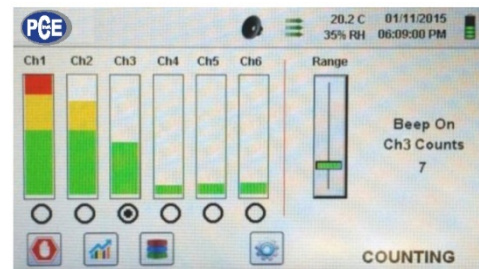 PCE
20.2 C 01/11/2015
35% RH 06:09:00 PM
Ch1 Ch2 Ch3 Ch4 Ch5 Ch6 Range
Beep On
Ch3 Counts
7
COUNTING